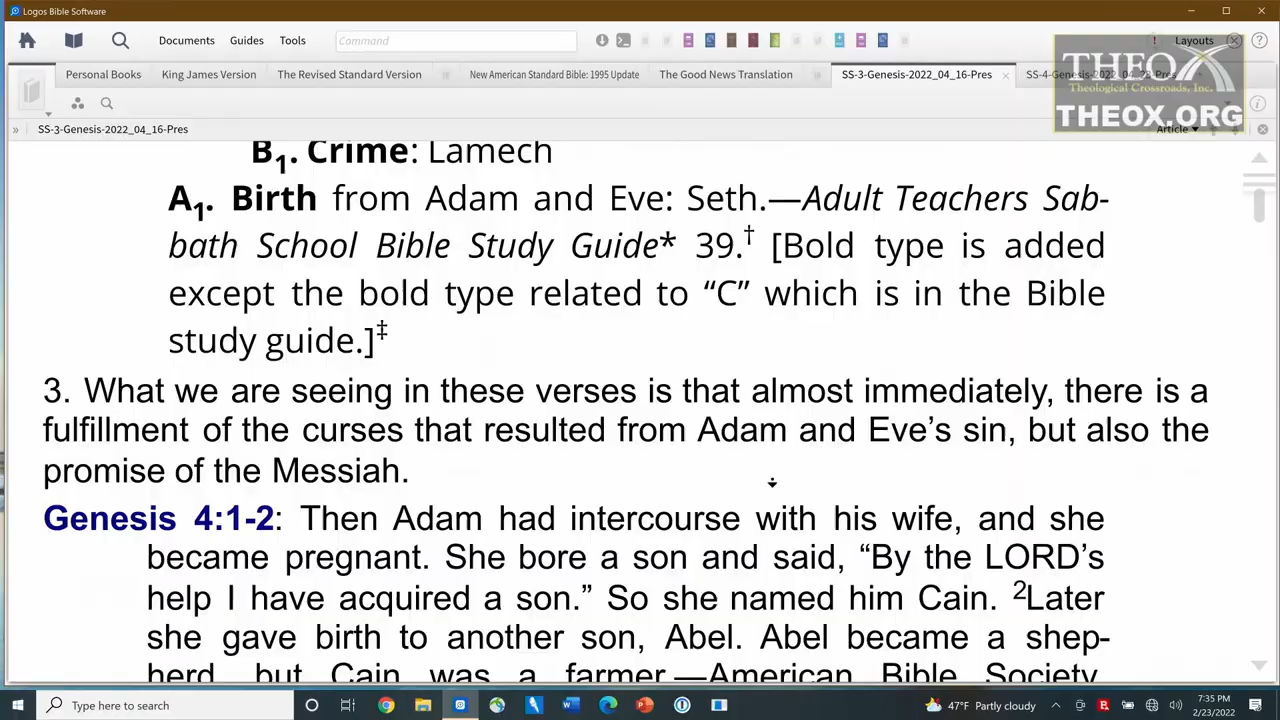 Logos Bible Software
Documents Guides Tools Command Layouts
THEOX
Theological Crossroads, Inc.
THEOX.ORG
Personal Books King James Version The Revised Standard Version New American Standard Bible: 1995 Update The Good News Translation SS-3-Genesis-2022_04_16-Pres
SS-3-Genesis-2022_04_16-Pres
Article
B1. Crime: Lamech
A1. Birth from Adam and Eve: Seth.—Adult Teachers Sab-
bath School Bible Study Guide* 39.† [Bold type is added
except the bold type related to “C” which is in the Bible
study guide.]‡
3. What we are seeing in these verses is that almost immediately, there is a
fulfillment of the curses that resulted from Adam and Eve’s sin, but also the
promise of the Messiah.
Genesis 4:1-2: Then Adam had intercourse with his wife, and she
became pregnant. She bore a son and said, “By the LORD’s
help I have acquired a son.” So she named him Cain. 2Later
she gave birth to another son, Abel. Abel became a shep-
herd, but Cain was a farmer.—American Bible Society
Type here to search
47°F Partly cloudy
7:35 PM
2/23/2022